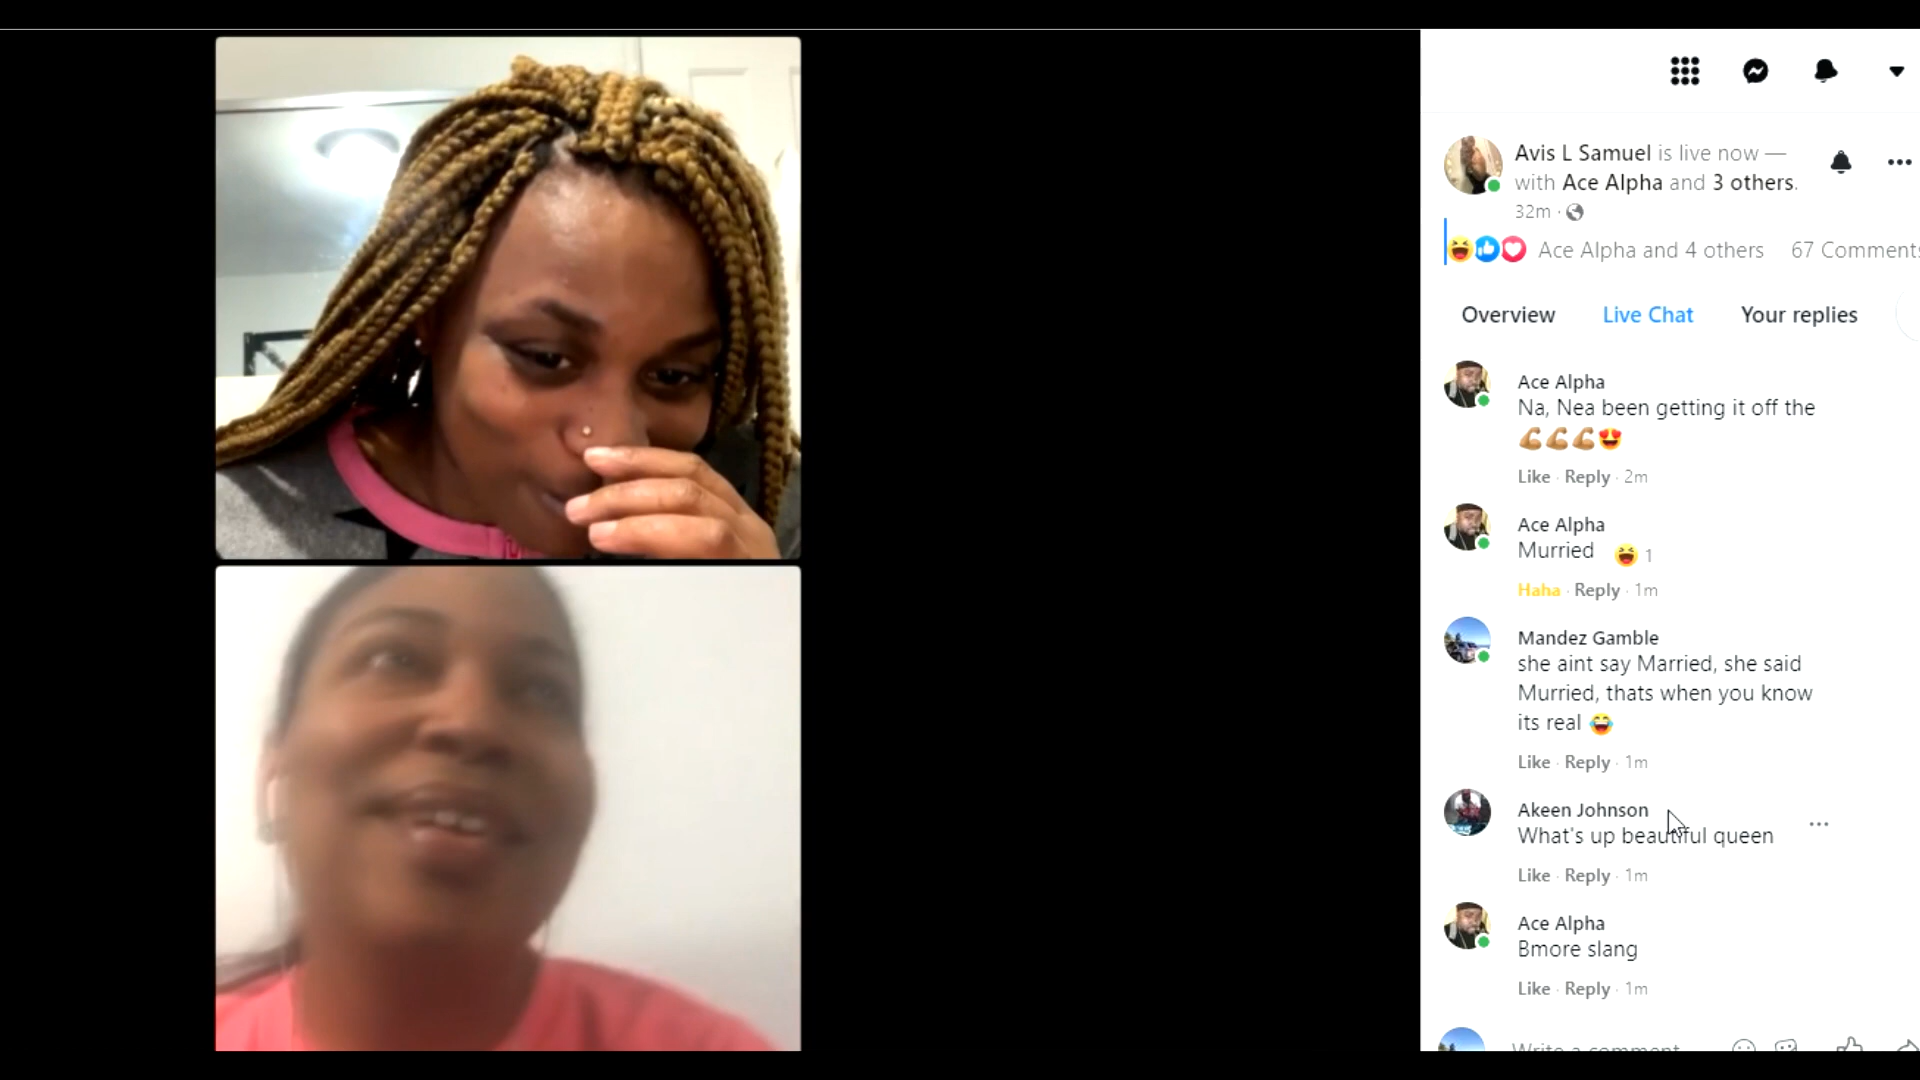 Avis L Samuel is live now —
with Ace Alpha and 3 others.
32m ·
Ace Alpha and 4 others 67 Comments
Overview Live Chat Your replies
Ace Alpha
Na, Nea been getting it off the
💪🏽💪🏽💪🏽😍
Like · Reply · 2m
Ace Alpha
Murried 😆 1
Haha · Reply · 1m
Mandez Gamble
she aint say Married, she said
Murried, thats when you know
its real 😂
Like · Reply · 1m
Akeen Johnson
What's up beautiful queen
Like · Reply · 1m
Ace Alpha
Bmore slang
Like · Reply · 1m
Write a comment